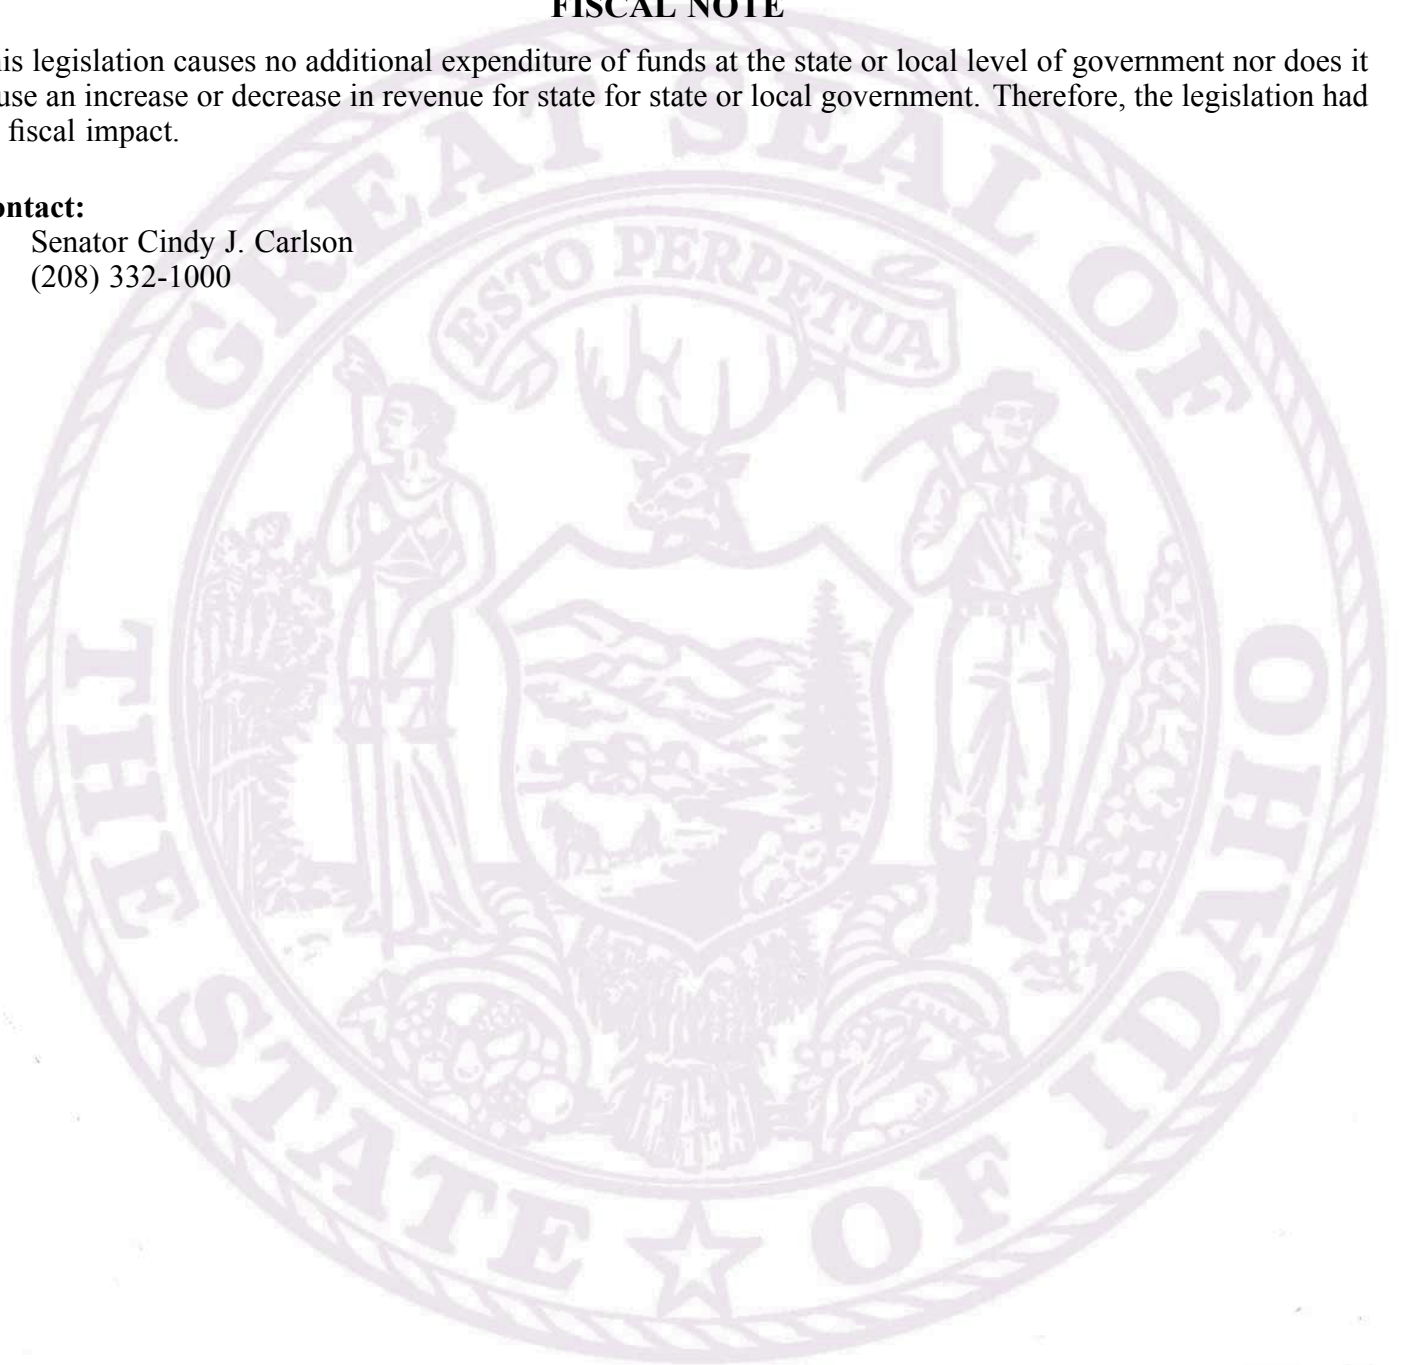 FISCAL NOTE
is legislation causes no additional expenditure of funds at the state or local level of government nor does it
use an increase or decrease in revenue for state for state or local government. Therefore, the legislation had
fiscal impact.
ontact:
Senator Cindy J. Carlson
(208) 332-1000
GREAT SEAL OF
ESTO PERPETUA
THE
IDAHO
STATE OF